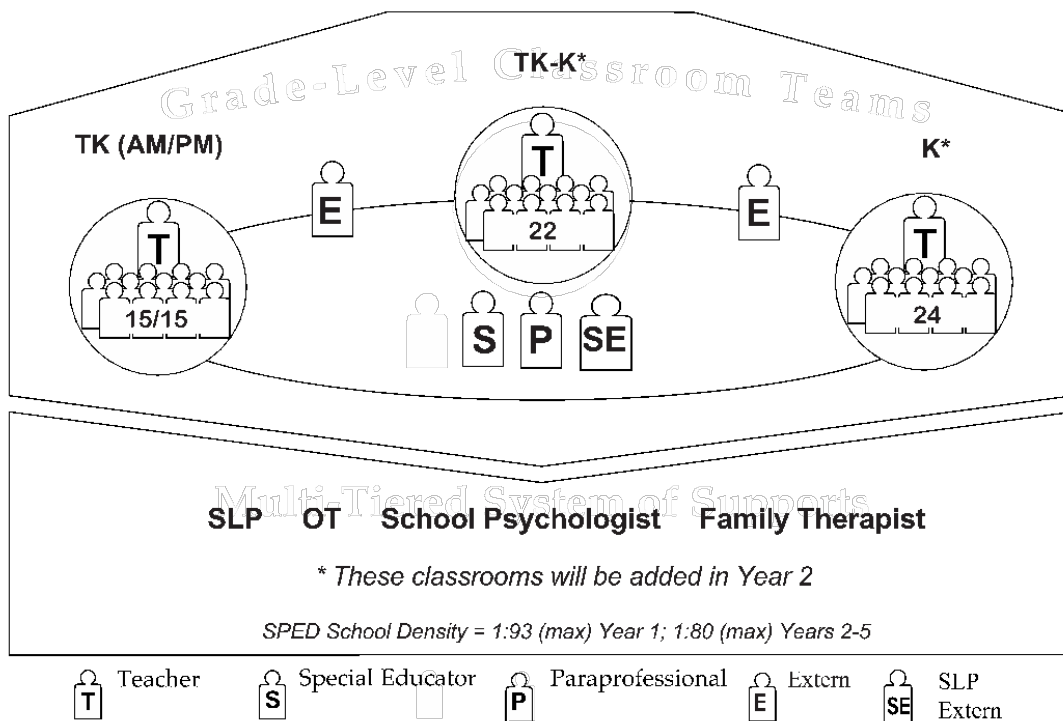 Grade-Level Classroom Teams
TK-K*
TK (AM/PM)
K*
T
E
E
T
T
22
15/15
24
S
P
SE
Multi-Tiered System of Supports
SLP OT School Psychologist Family Therapist
* These classrooms will be added in Year 2
SPED School Density = 1:93 (max) Year 1; 1:80 (max) Years 2-5
T Teacher S Special Educator P Paraprofessional E Extern SE SLP Extern